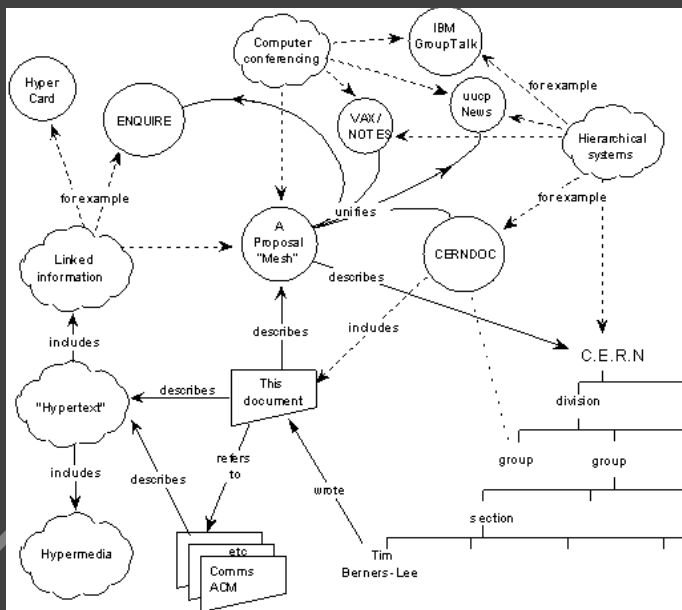 IBM
GroupTalk
Computer
conferencing
Hyper
Card
for example
uucp
News
ENQUIRE
VAX/
NOTES
Hierarchical
systems
for example
for example
unifies
A
Proposal
"Mesh"
CERNDOC
Linked
information
describes
includes
describes
includes
C.E.R.N
This
document
describes
division
"Hypertext"
refers
to
group
group
includes
describes
wrote
section
etc
Hypermedia
Comms
ACM
Tim
Berners-Lee